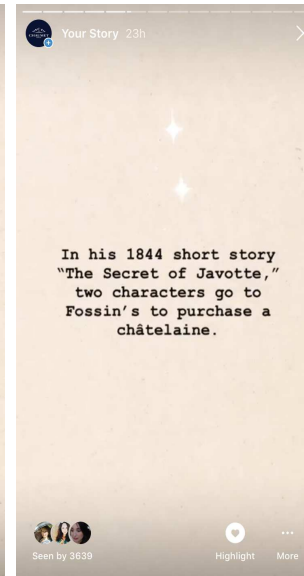 Your Story 23h
In his 1844 short story
“The Secret of Javotte,”
two characters go to
Fossin’s to purchase a
châtelaine.
Seen by 3639
Highlight
More